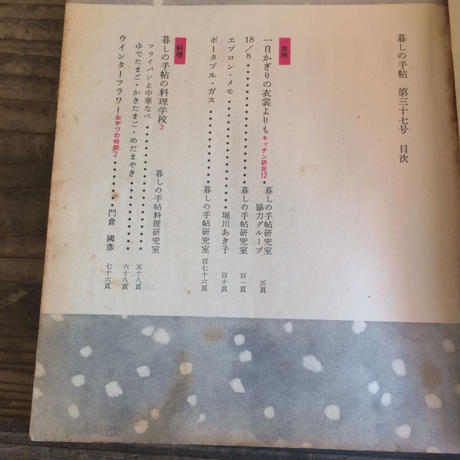 暮しの手帖 第三十七号 目次
台所
一日かぎりの衣裳よりも キッチン研究12 暮しの手帖研究室 協力グループ 五頁
18/8 暮しの手帖研究室 百一頁
エプロン・メモ 堀川あき子 百十頁
ポータブル・ガス 暮しの手帖研究室 百七十六頁
料理
暮しの手帖の料理学校2 暮しの手帖料理研究室
フライパンと中華なべ 五十八頁
ゆでたまご・かきたまご・めだまやき 六十八頁
ウインターフラワー おやつの時間2 門倉國彦 七十六頁